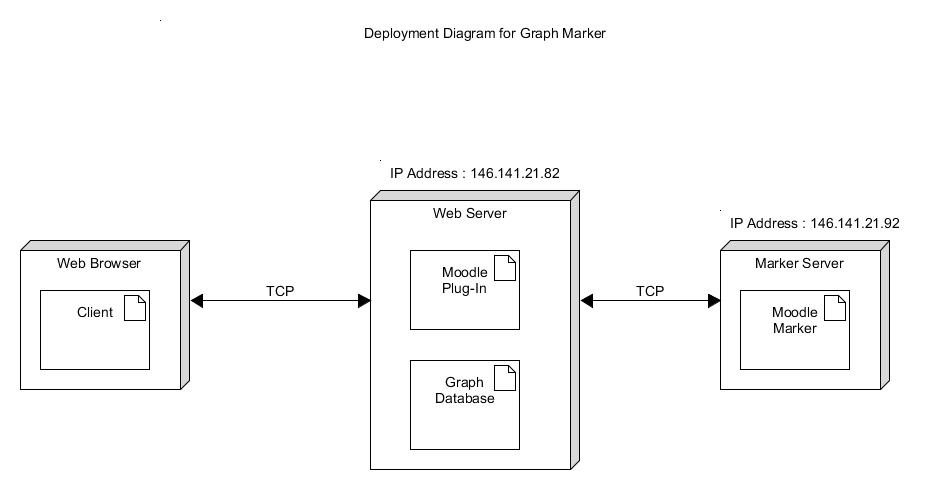 Deployment Diagram for Graph Marker
IP Address : 146.141.21.82
Web Server
IP Address : 146.141.21.92
Web Browser
Marker Server
Moodle
Plug-In
Client
TCP
TCP
Moodle
Marker
Graph
Database